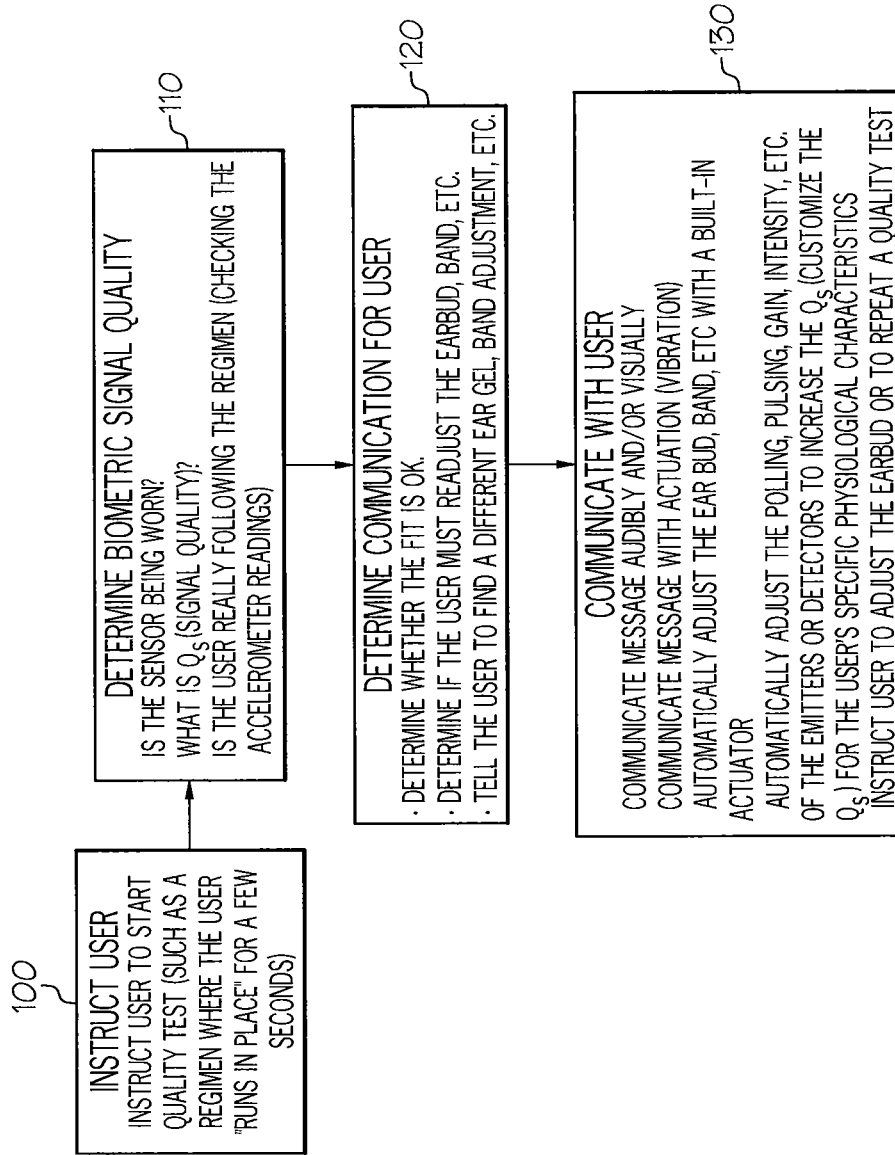 100
INSTRUCT USER
INSTRUCT USER TO START
QUALITY TEST (SUCH AS A
REGIMEN WHERE THE USER
"RUNS IN PLACE" FOR A FEW
SECONDS)
110
DETERMINE BIOMETRIC SIGNAL QUALITY
IS THE SENSOR BEING WORN?
WHAT IS QS (SIGNAL QUALITY)?
IS THE USER REALLY FOLLOWING THE REGIMEN (CHECKING THE
ACCELEROMETER READINGS)
120
DETERMINE COMMUNICATION FOR USER
· DETERMINE WHETHER THE FIT IS OK.
· DETERMINE IF THE USER MUST READJUST THE EARBUD, BAND, ETC.
· TELL THE USER TO FIND A DIFFERENT EAR GEL, BAND ADJUSTMENT, ETC.
130
COMMUNICATE WITH USER
COMMUNICATE MESSAGE AUDIBLY AND/OR VISUALLY
COMMUNICATE MESSAGE WITH ACTUATION (VIBRATION)
AUTOMATICALLY ADJUST THE EAR BUD, BAND, ETC WITH A BUILT-IN
ACTUATOR
AUTOMATICALLY ADJUST THE POLLING, PULSING, GAIN, INTENSITY, ETC.
OF THE EMITTERS OR DETECTORS TO INCREASE THE QS (CUSTOMIZE THE
QS) FOR THE USER'S SPECIFIC PHYSIOLOGICAL CHARACTERISTICS
INSTRUCT USER TO ADJUST THE EARBUD OR TO REPEAT A QUALITY TEST